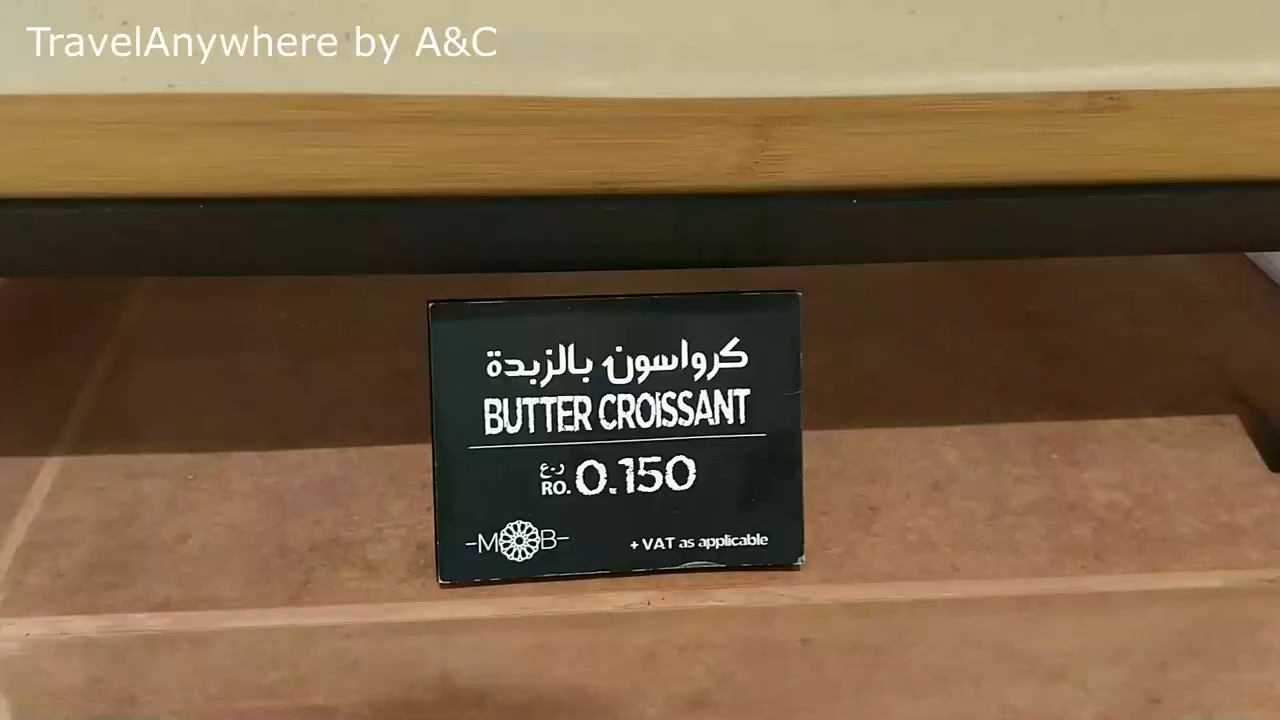 TravelAnywhere by A&C
كرواسون بالزبدة
BUTTER CROISSANT
ر.ع
RO. 0.150
-MOB-
+ VAT as applicable